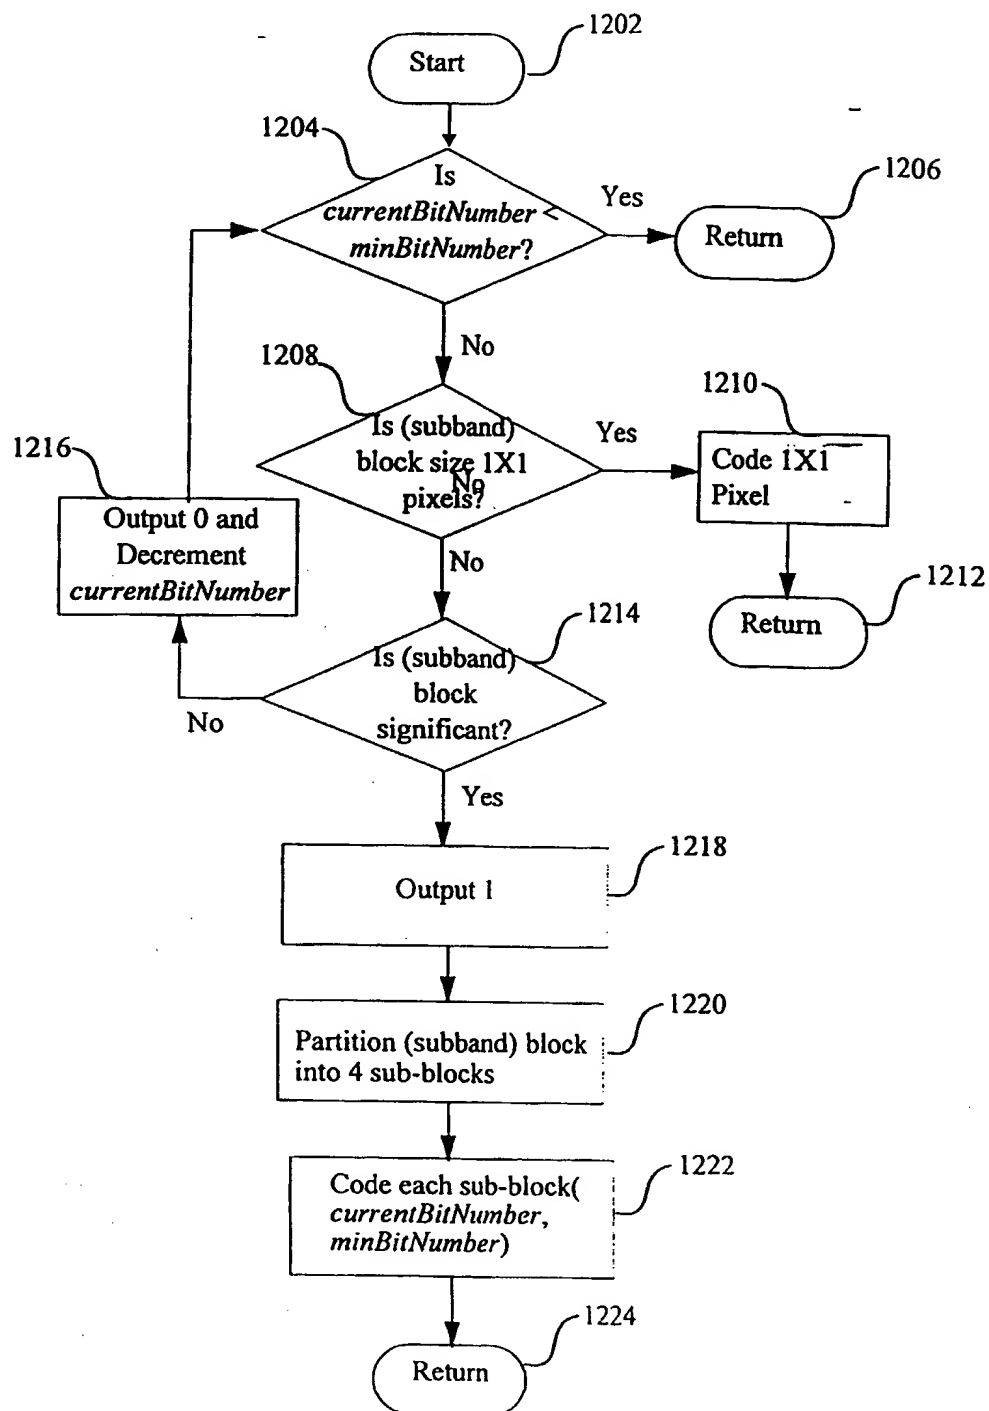 1202
Start
1204
Is
currentBitNumber <
minBitNumber?
Yes
1206
Return
No
1208
Is (subband)
block size 1X1
No
pixels?
Yes
1210
Code 1X1
Pixel
1216
Output 0 and
Decrement
currentBitNumber
No
1212
Return
1214
Is (subband)
block
significant?
No
Yes
1218
Output 1
1220
Partition (subband) block
into 4 sub-blocks
1222
Code each sub-block(
currentBitNumber,
minBitNumber)
1224
Return